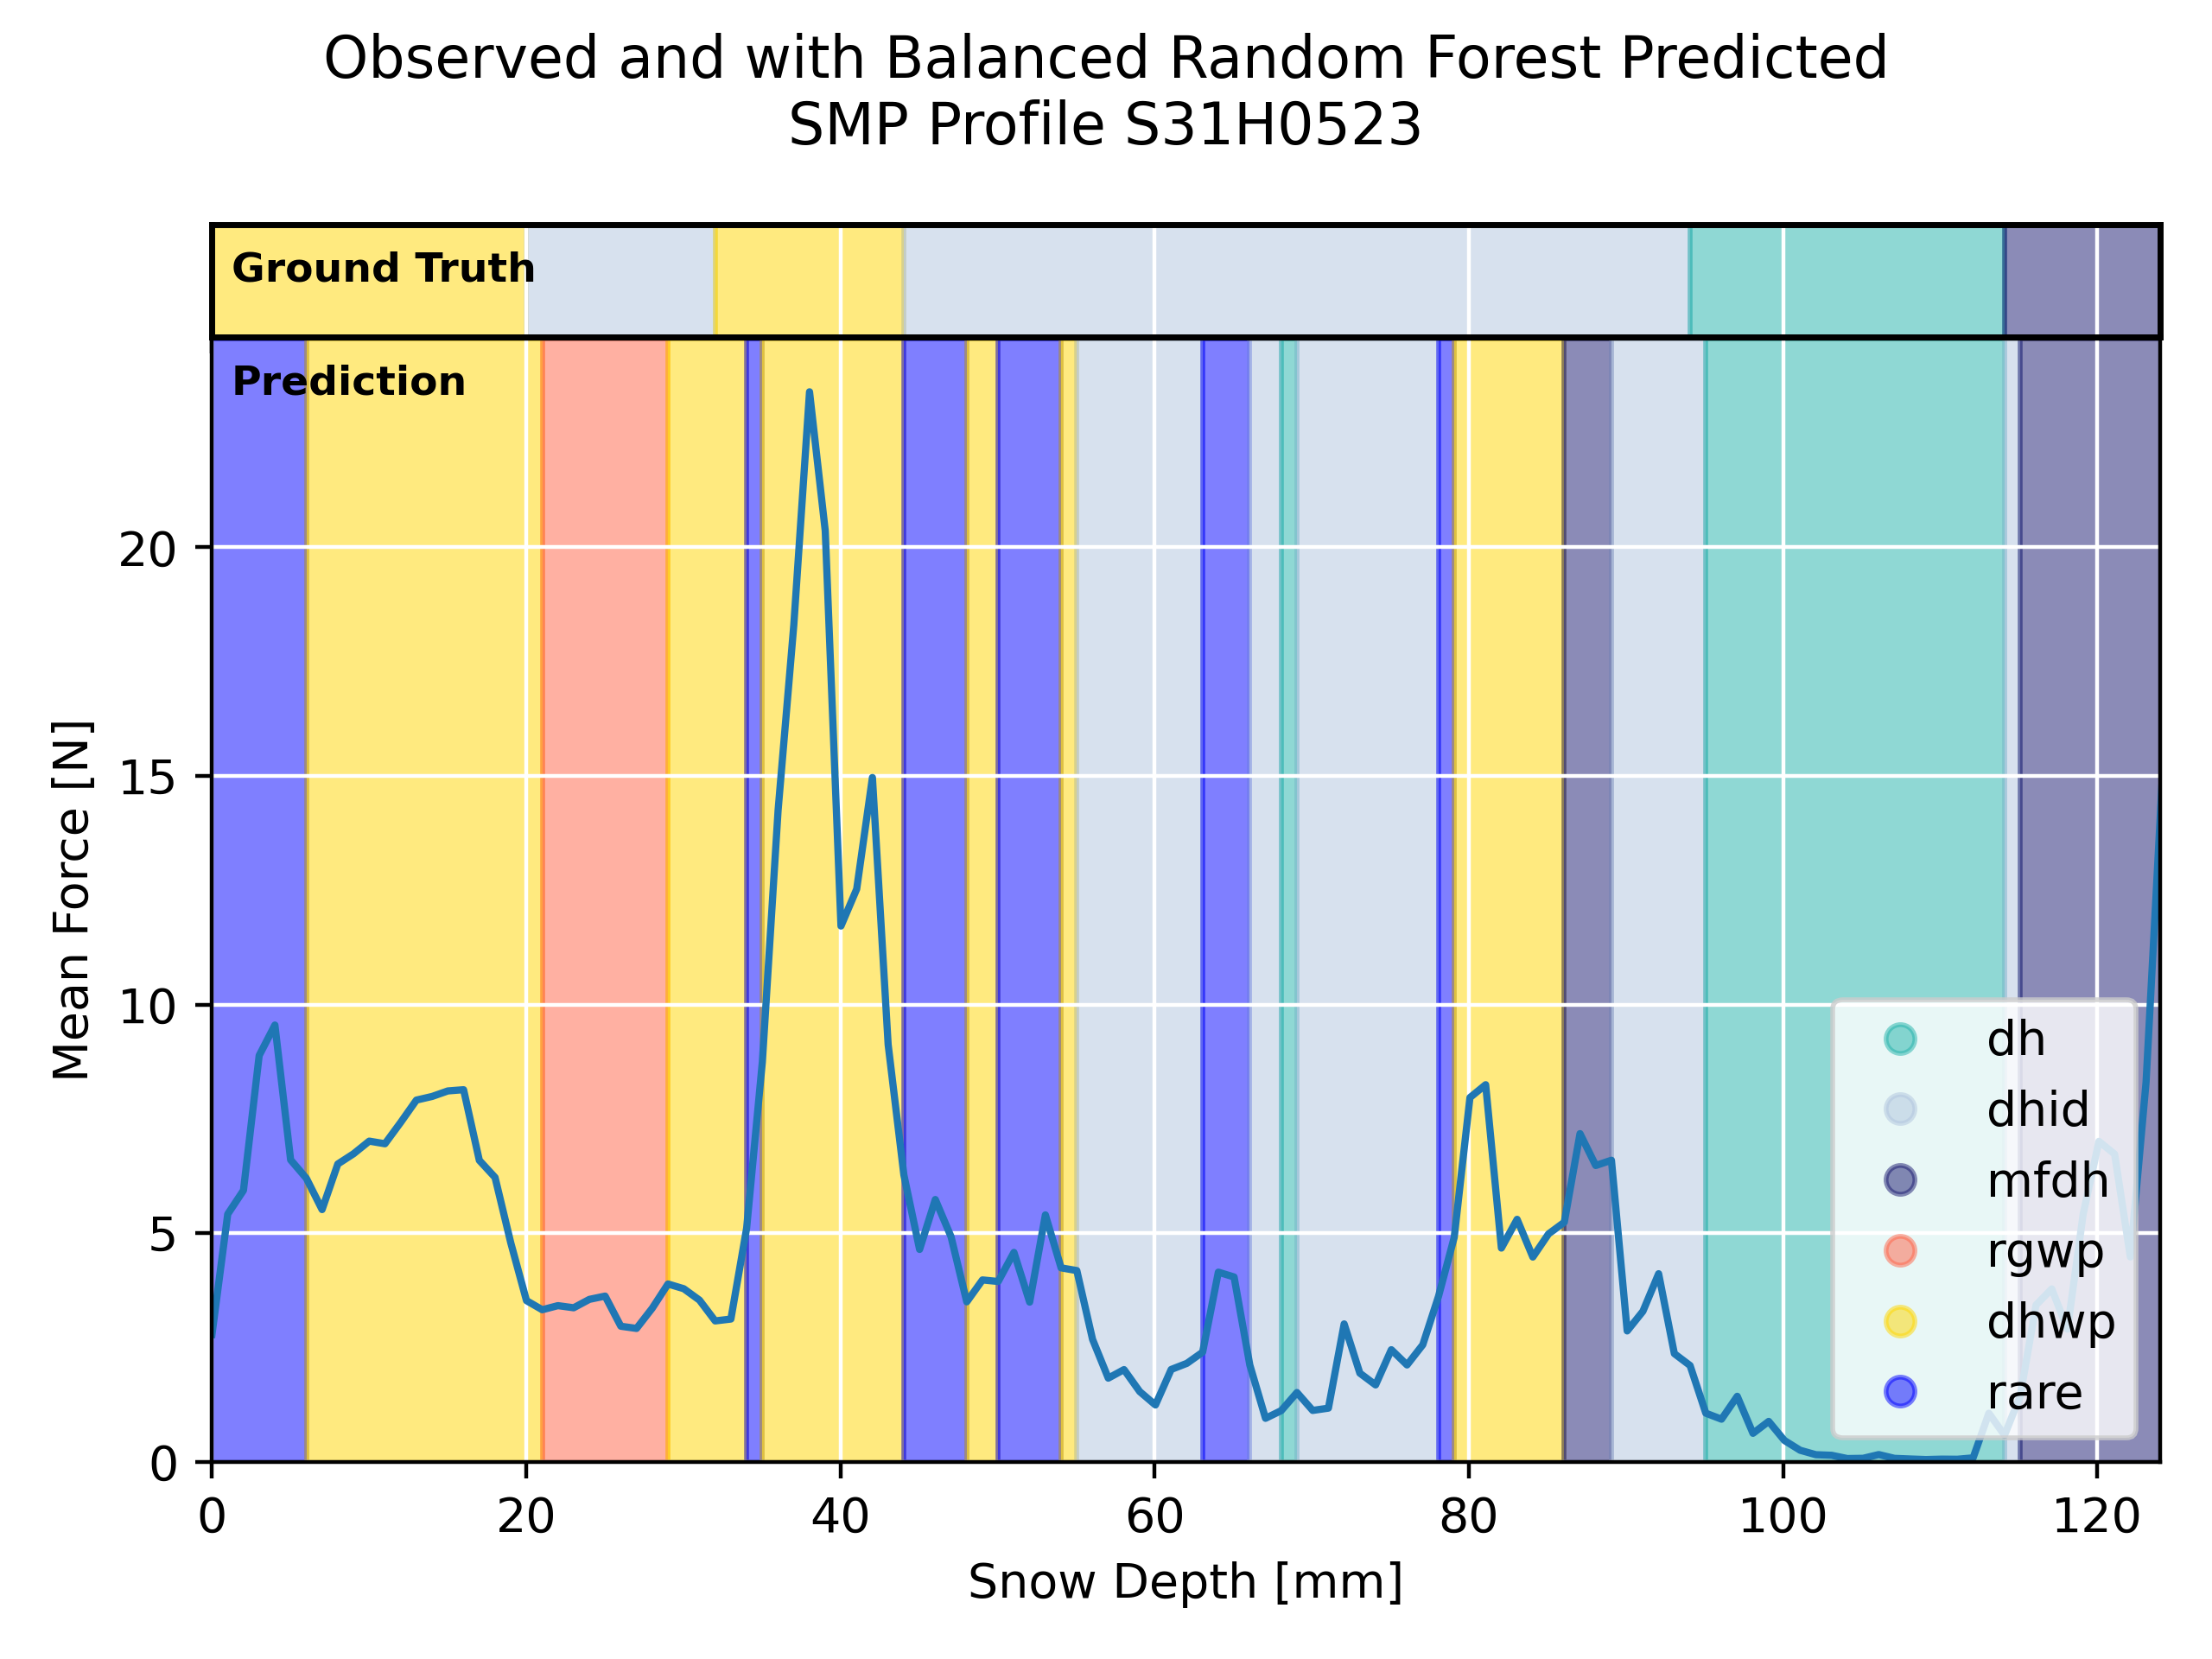 Observed and with Balanced Random Forest Predicted
SMP Profile S31H0523
Ground Truth
Prediction
20
15
10
5
0
Mean Force [N]
dh
dhid
mfdh
rgwp
dhwp
rare
0 20 40 60 80 100 120
Snow Depth [mm]